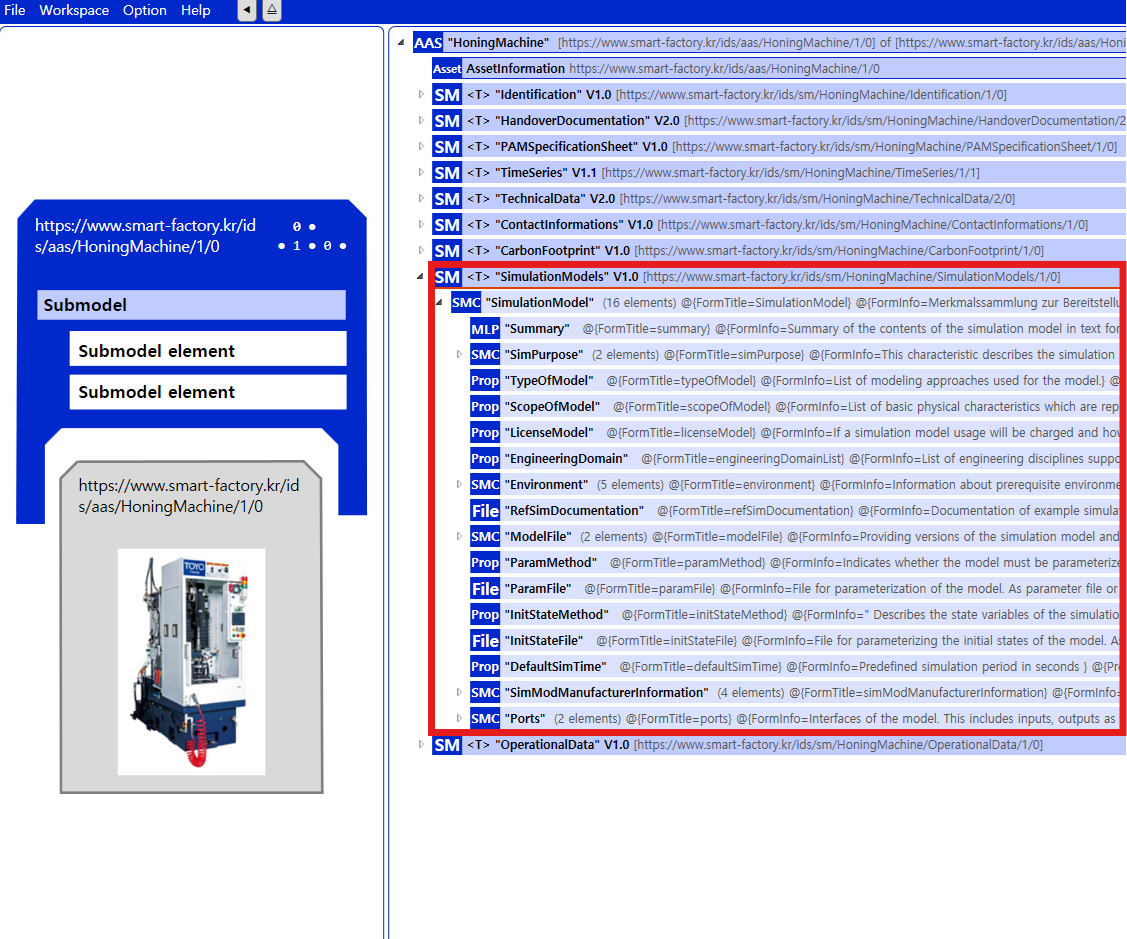 File Workspace Option Help
https://www.smart-factory.kr/id
s/aas/HoningMachine/1/0
0
1 0
Submodel
Submodel element
Submodel element
https://www.smart-factory.kr/id
s/aas/HoningMachine/1/0
TOYO
AAS "HoningMachine" [https://www.smart-factory.kr/ids/aas/HoningMachine/1/0] of [https://www.smart-factory.kr/ids/aas/Honi
Asset AssetInformation https://www.smart-factory.kr/ids/aas/HoningMachine/1/0
SM <T> "Identification" V1.0 [https://www.smart-factory.kr/ids/sm/HoningMachine/Identification/1/0]
SM <T> "HandoverDocumentation" V2.0 [https://www.smart-factory.kr/ids/sm/HoningMachine/HandoverDocumentation/2
SM <T> "PAMSpecificationSheet" V1.0 [https://www.smart-factory.kr/ids/sm/HoningMachine/PAMSpecificationSheet/1/0]
SM <T> "TimeSeries" V1.1 [https://www.smart-factory.kr/ids/sm/HoningMachine/TimeSeries/1/1]
SM <T> "TechnicalData" V2.0 [https://www.smart-factory.kr/ids/sm/HoningMachine/TechnicalData/2/0]
SM <T> "ContactInformations" V1.0 [https://www.smart-factory.kr/ids/sm/HoningMachine/ContactInformations/1/0]
SM <T> "CarbonFootprint" V1.0 [https://www.smart-factory.kr/ids/sm/HoningMachine/CarbonFootprint/1/0]
SM <T> "SimulationModels" V1.0 [https://www.smart-factory.kr/ids/sm/HoningMachine/SimulationModels/1/0]
SMC "SimulationModel" (16 elements) @{FormTitle=SimulationModel} @{FormInfo=Merkmalssammlung zur Bereitstellu
MLP "Summary" @{FormTitle=summary} @{FormInfo=Summary of the contents of the simulation model in text for
SMC "SimPurpose" (2 elements) @{FormTitle=simPurpose} @{FormInfo=This characteristic describes the simulation
Prop "TypeOfModel" @{FormTitle=typeOfModel} @{FormInfo=List of modeling approaches used for the model.} @
Prop "ScopeOfModel" @{FormTitle=scopeOfModel} @{FormInfo=List of basic physical characteristics which are rep
Prop "LicenseModel" @{FormTitle=licenseModel} @{FormInfo=If a simulation model usage will be charged and how
Prop "EngineeringDomain" @{FormTitle=engineeringDomainList} @{FormInfo=List of engineering disciplines suppo
SMC "Environment" (5 elements) @{FormTitle=environment} @{FormInfo=Information about prerequisite environme
File "RefSimDocumentation" @{FormTitle=refSimDocumentation} @{FormInfo=Documentation of example simula
SMC "ModelFile" (2 elements) @{FormTitle=modelFile} @{FormInfo=Providing versions of the simulation model and
Prop "ParamMethod" @{FormTitle=paramMethod} @{FormInfo=Indicates whether the model must be parameterize
File "ParamFile" @{FormTitle=paramFile} @{FormInfo=File for parameterization of the model. As parameter file or
Prop "InitStateMethod" @{FormTitle=initStateMethod} @{FormInfo=" Describes the state variables of the simulatio
File "InitStateFile" @{FormTitle=initStateFile} @{FormInfo=File for parameterizing the initial states of the model. As
Prop "DefaultSimTime" @{FormTitle=defaultSimTime} @{FormInfo=Predefined simulation period in seconds } @{Pre
SMC "SimModManufacturerInformation" (4 elements) @{FormTitle=simModManufacturerInformation} @{FormInfo=
SMC "Ports" (2 elements) @{FormTitle=ports} @{FormInfo=Interfaces of the model. This includes inputs, outputs as
SM <T> "OperationalData" V1.0 [https://www.smart-factory.kr/ids/sm/HoningMachine/OperationalData/1/0]